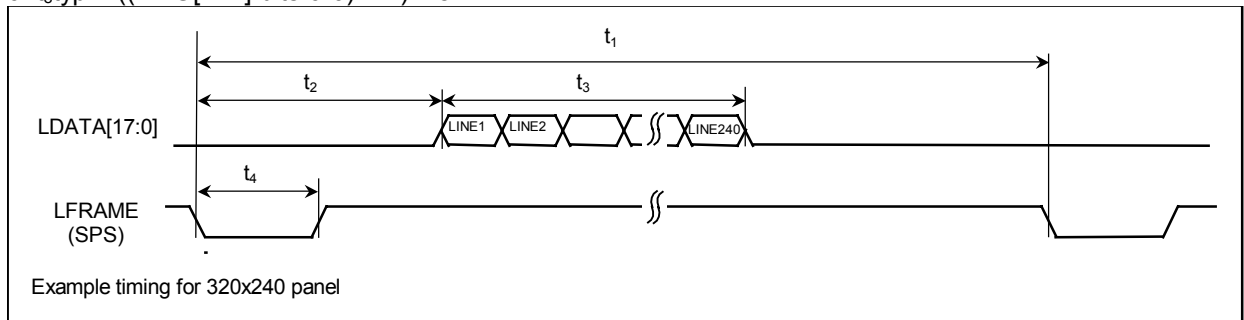 t₁
t₂ t₃
LDATA[17:0] LINE1 LINE2 LINE240
t₄
LFRAME
(SPS)
Example timing for 320x240 panel